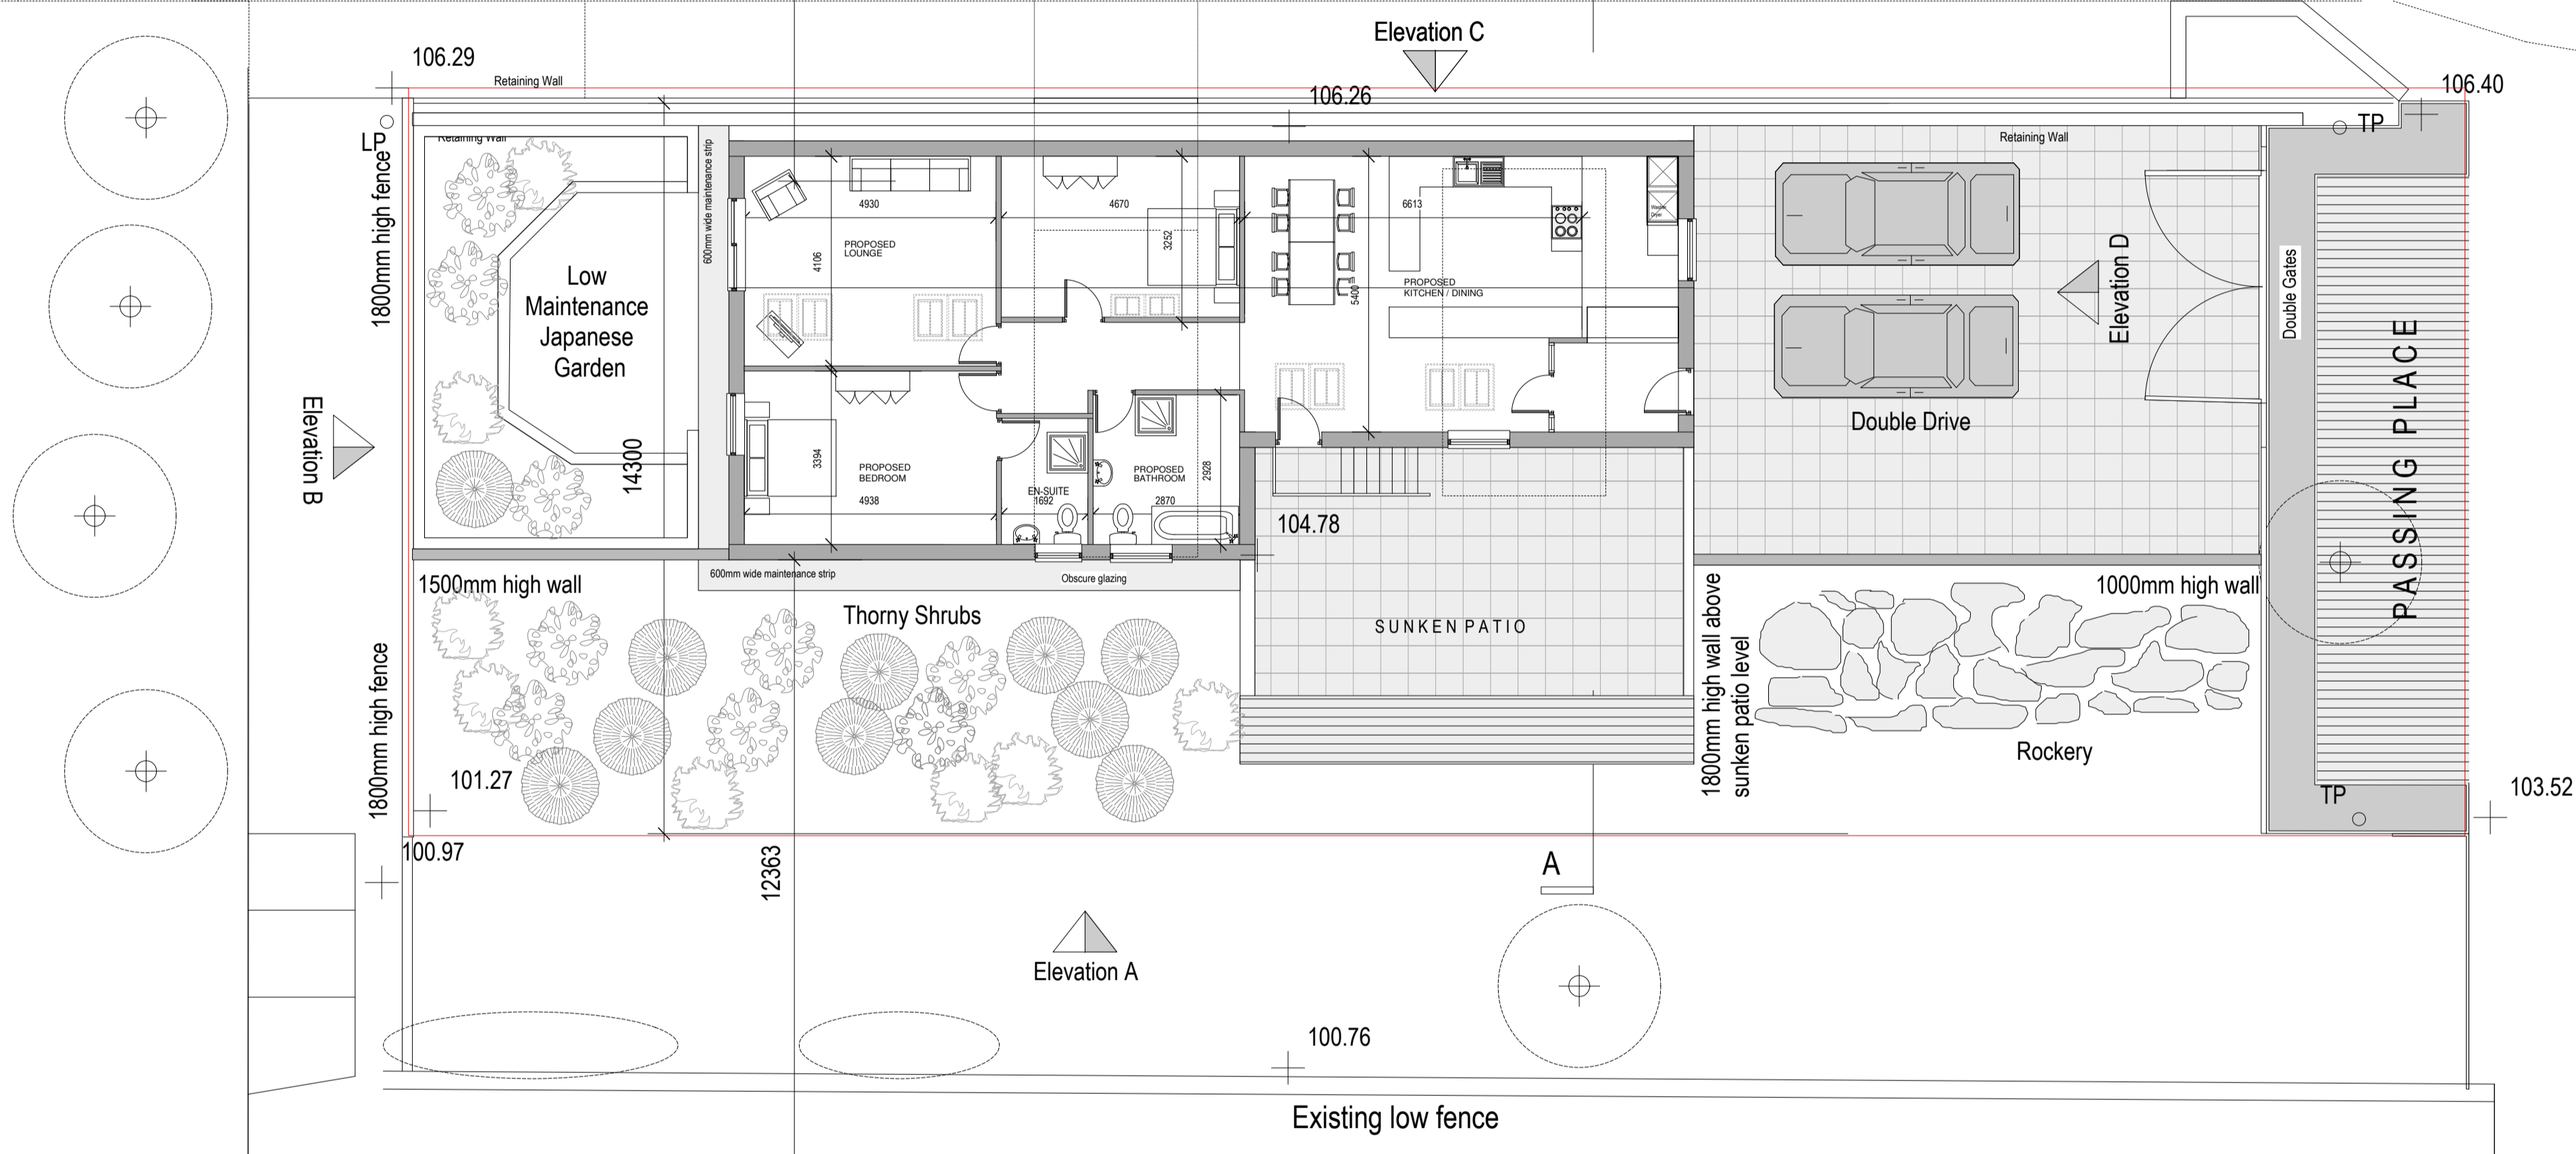 Elevation C
106.29
Retaining Wall
106.26
106.40
LP
TP
Retaining Wall
Retaining Wall
1800mm high fence
600mm wide maintenance strip
4930
4670
6613
Washer
Dryer
3252
4106
PROPOSED
LOUNGE
PROPOSED
KITCHEN / DINING
5400
Elevation D
Double Gates
PASSING PLACE
Low
Maintenance
Japanese
Garden
Double Drive
Elevation B
14300
3394
PROPOSED
BEDROOM
4938
EN-SUITE
1692
PROPOSED
BATHROOM
2928
2870
104.78
600mm wide maintenance strip
Obscure glazing
1500mm high wall
Thorny Shrubs
SUNKEN PATIO
1800mm high wall above
sunken patio level
1000mm high wall
Rockery
1800mm high fence
101.27
TP
103.52
100.97
12363
A
Elevation A
100.76
Existing low fence